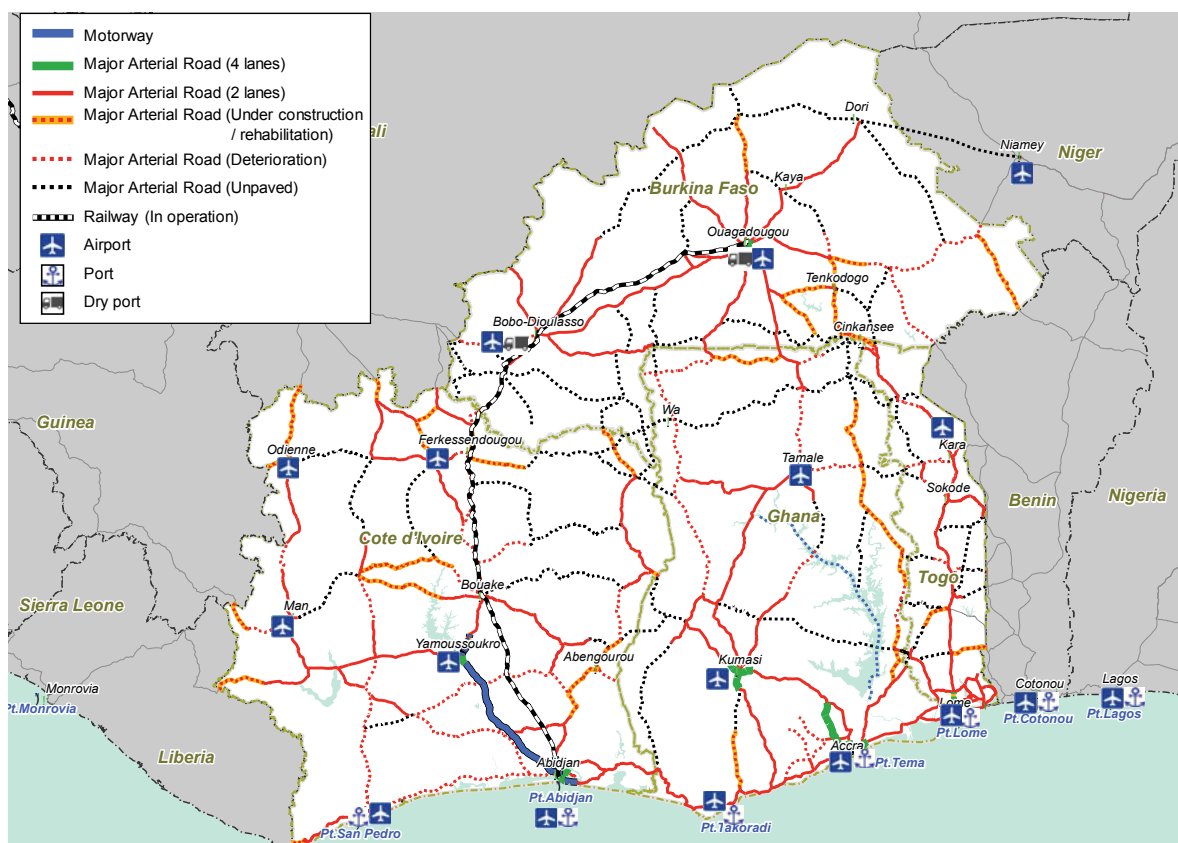 Motorway
Major Arterial Road (4 lanes)
Major Arterial Road (2 lanes)
Major Arterial Road (Under construction
/ rehabilitation)
Major Arterial Road (Deterioration)
Major Arterial Road (Unpaved)
Railway (In operation)
Airport
Port
Dry port
ali
Dori
Niamey
Niger
Kaya
Burkina Faso
Ouagadougou
Tenkodogo
Bobo-Dioulasso
Cinkansee
Guinea
Wa
Odienne
Ferkessendougou
Kara
Tamale
Sokode
Benin
Nigeria
Ghana
Cote d'Ivoire
Togo
Bouake
Sierra Leone
Man
Yamoussoukro
Abengourou
Kumasi
Monrovia
Pt.Monrovia
Lome
Cotonou
Lagos
Pt.Cotonou
Pt.Lagos
Pt.Lome
Liberia
Accra
Pt.Tema
Abidjan
Pt.Abidjan
Pt.San Pedro
Pt.Takoradi